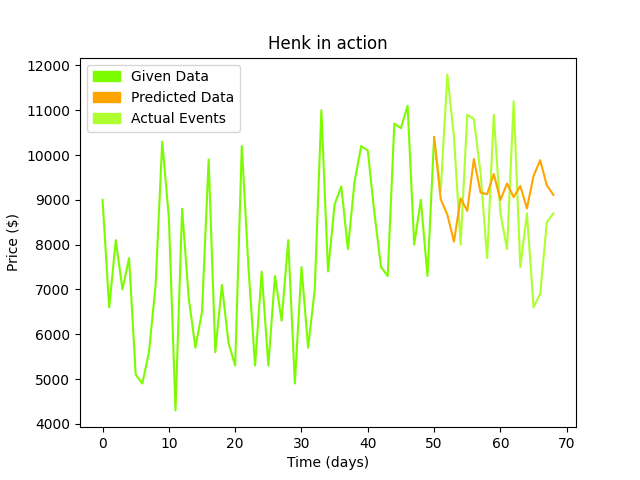 Henk in action
Given Data
Predicted Data
Actual Events
12000
11000
10000
9000
8000
7000
6000
5000
4000
Price ($)
0 10 20 30 40 50 60 70
Time (days)